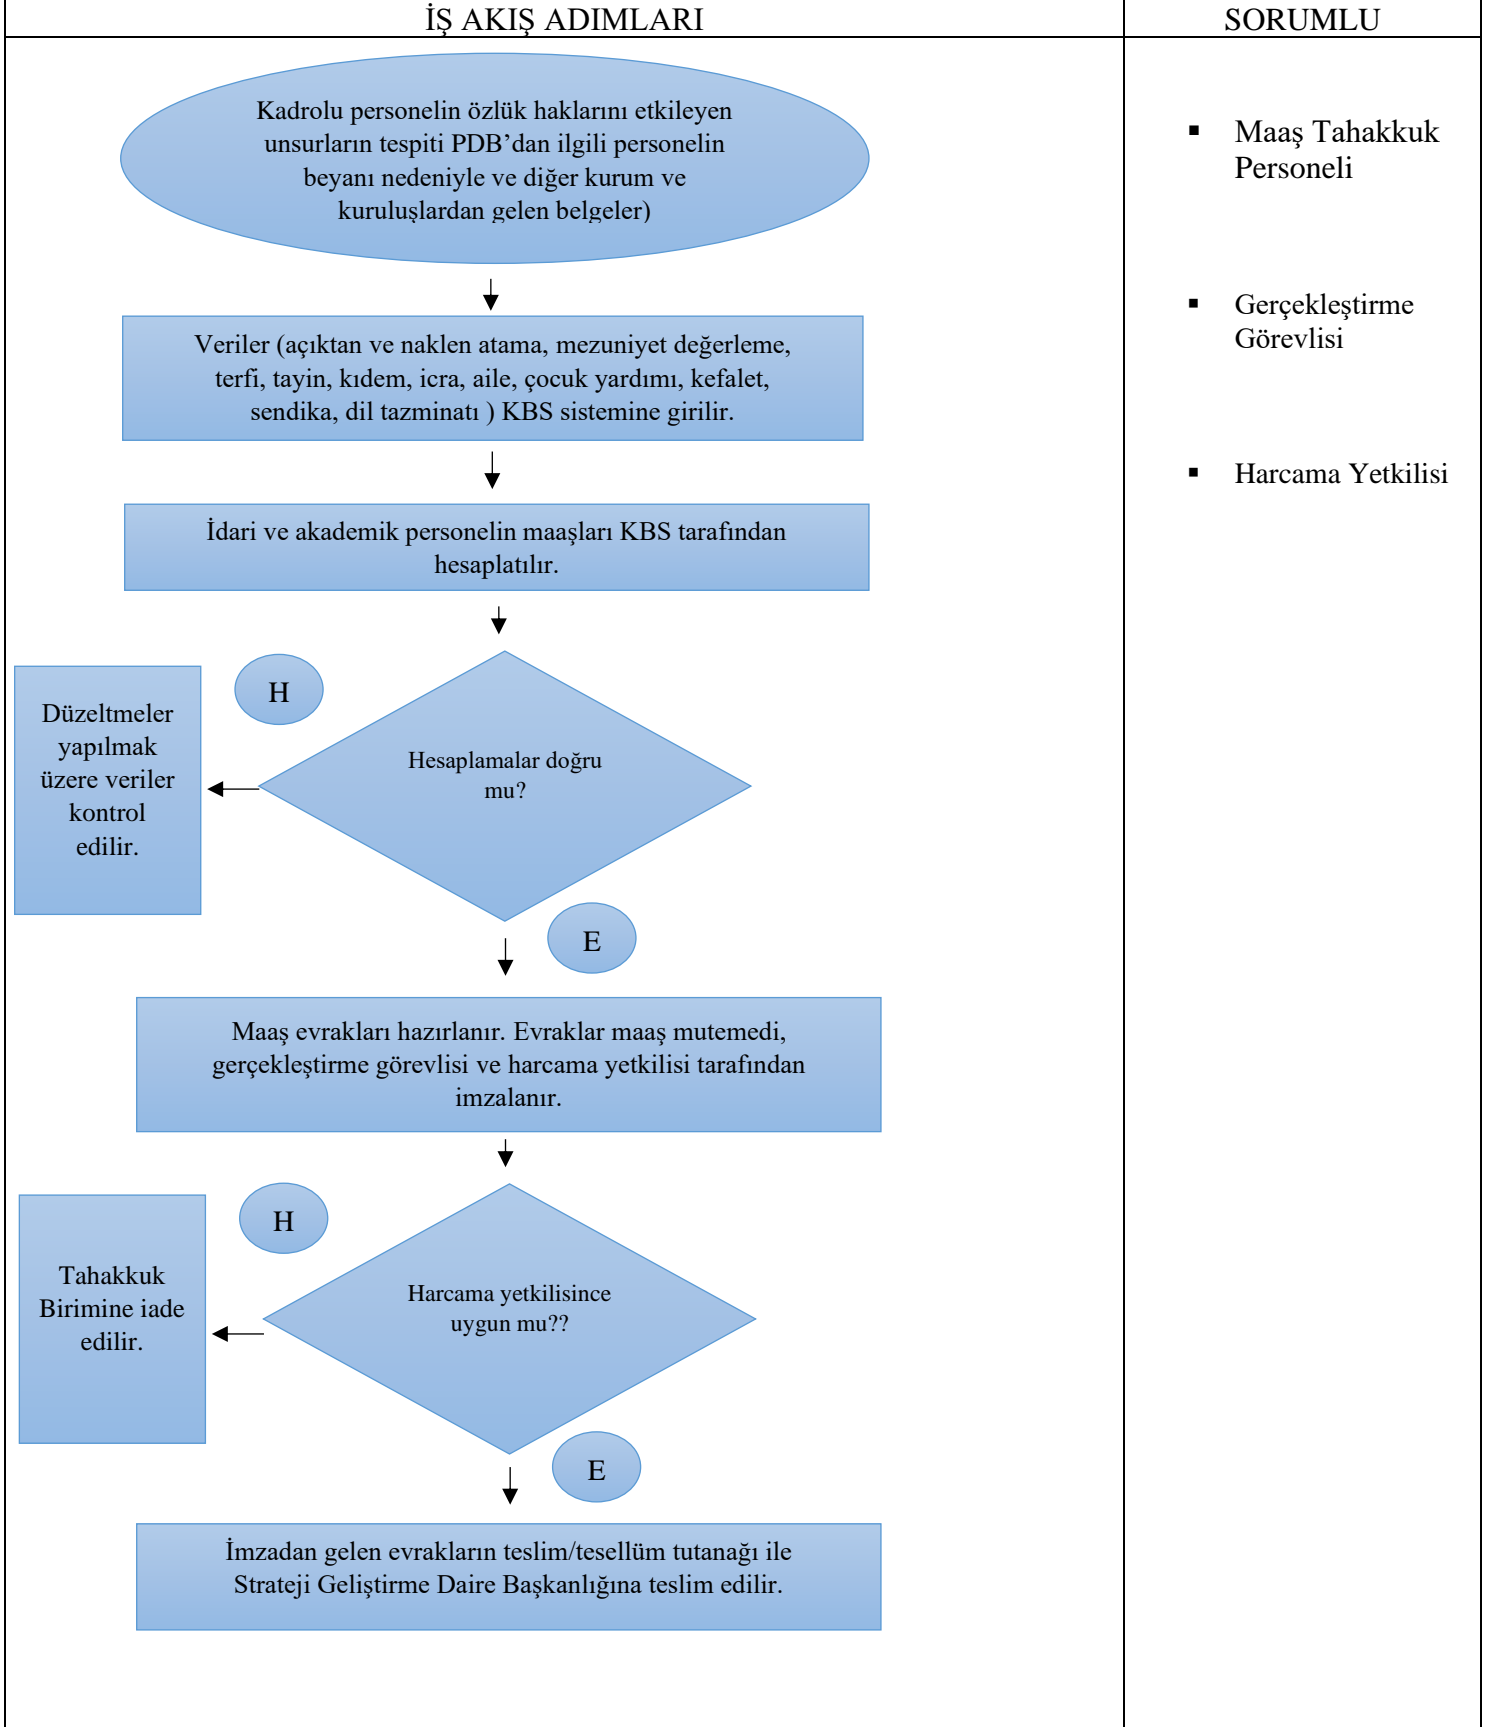 İŞ AKIŞ ADIMLARI
SORUMLU
Kadrolu personelin özlük haklarını etkileyen
unsurların tespiti PDB’dan ilgili personelin
beyanı nedeniyle ve diğer kurum ve
kuruluşlardan gelen belgeler)
Veriler (açıktan ve naklen atama, mezuniyet değerleme,
terfi, tayin, kıdem, icra, aile, çocuk yardımı, kefalet,
sendika, dil tazminatı ) KBS sistemine girilir.
İdari ve akademik personelin maaşları KBS tarafından
hesaplatılır.
H
Düzeltmeler
yapılmak
üzere veriler
kontrol
edilir.
Hesaplamalar doğru
mu?
E
Maaş evrakları hazırlanır. Evraklar maaş mutemedi,
gerçekleştirme görevlisi ve harcama yetkilisi tarafından
imzalanır.
H
Tahakkuk
Birimine iade
edilir.
Harcama yetkilisince
uygun mu??
E
İmzadan gelen evrakların teslim/tesellüm tutanağı ile
Strateji Geliştirme Daire Başkanlığına teslim edilir.
▪ Maaş Tahakkuk
Personeli
▪ Gerçekleştirme
Görevlisi
▪ Harcama Yetkilisi